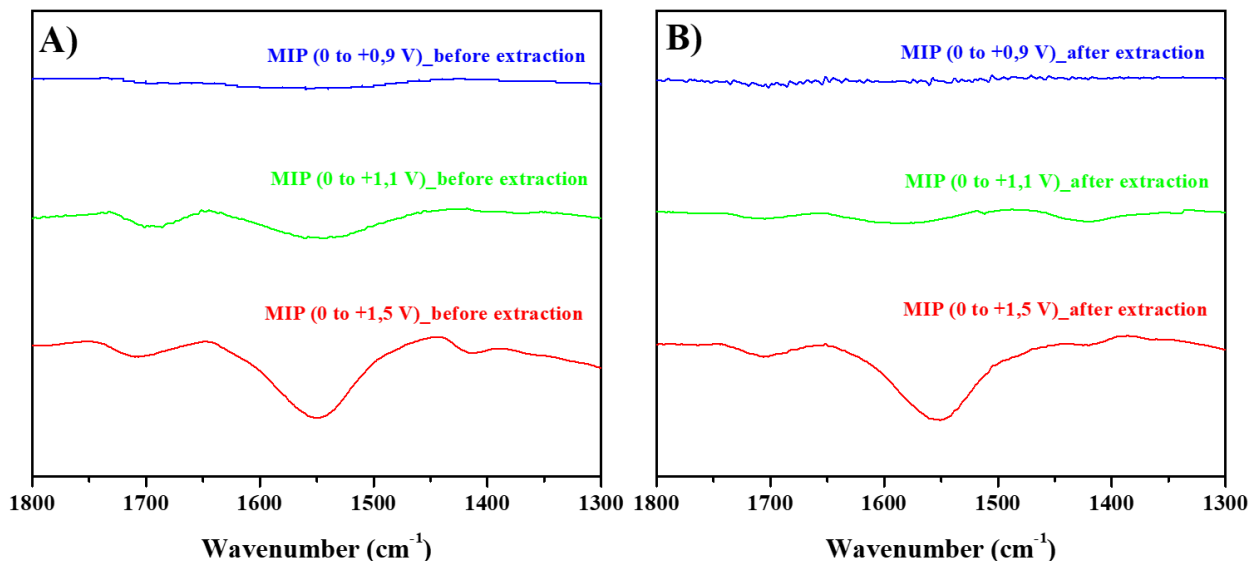 A)
MIP (0 to +0,9 V)_before extraction
MIP (0 to +1,1 V)_before extraction
MIP (0 to +1,5 V)_before extraction
1800 1700 1600 1500 1400 1300
Wavenumber (cm-1)
B)
MIP (0 to +0,9 V)_after extraction
MIP (0 to +1,1 V)_after extraction
MIP (0 to +1,5 V)_after extraction
1800 1700 1600 1500 1400 1300
Wavenumber (cm-1)